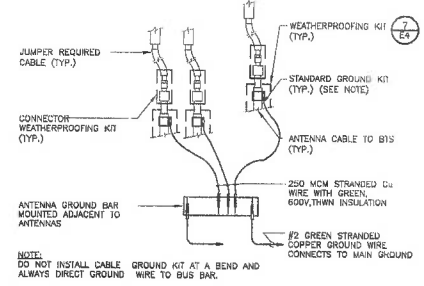 JUMPER REQUIRED
CABLE (TYP.)
CONNECTOR
WEATHERPROOFING KIT
(TYP.)
ANTENNA GROUND BAR
MOUNTED ADJACENT TO
ANTENNAS
WEATHERPROOFING KIT
(TYP.)
7
E4
STANDARD GROUND KIT
(TYP.) (SEE NOTE)
ANTENNA CABLE TO BTS
(TYP.)
250 MCM STRANDED Cu
WIRE WITH GREEN,
600V,THWN INSULATION
#2 GREEN STRANDED
COPPER GROUND WIRE
CONNECTS TO MAIN GROUND
NOTE:
DO NOT INSTALL CABLE GROUND KIT AT A BEND AND
ALWAYS DIRECT GROUND WIRE TO BUS BAR.